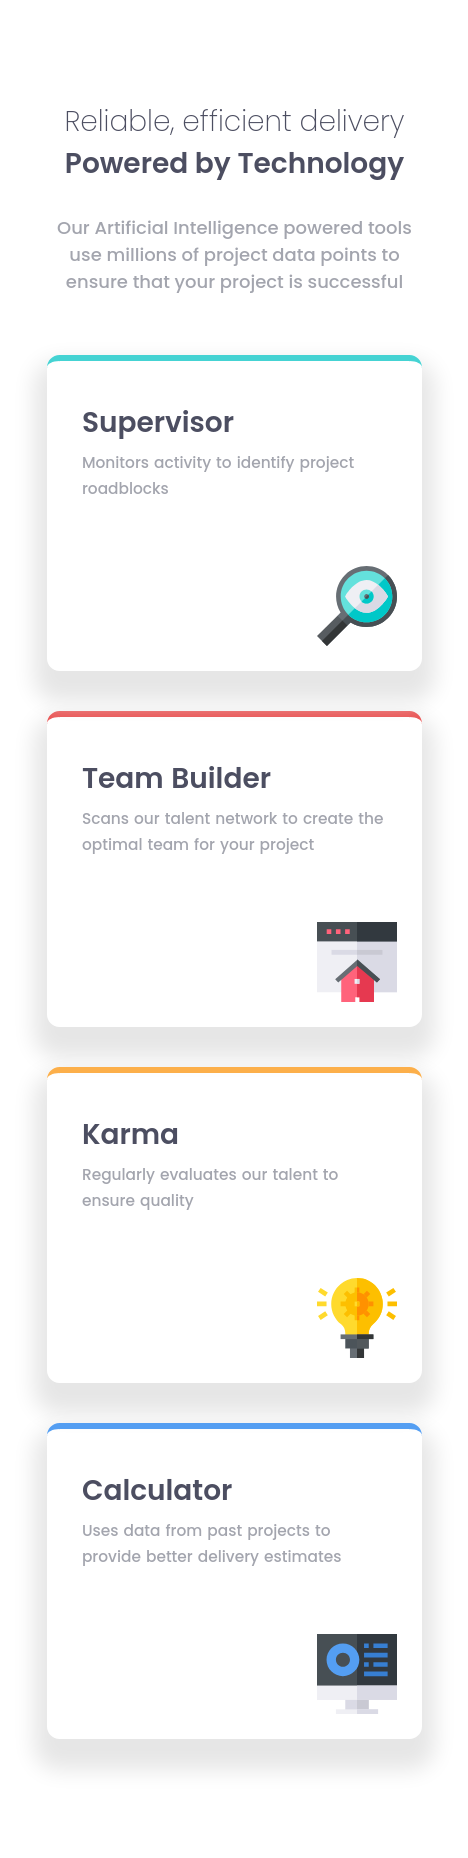 Reliable, efficient delivery
Powered by Technology
Our Artificial Intelligence powered tools
use millions of project data points to
ensure that your project is successful
Supervisor
Monitors activity to identify project
roadblocks
Team Builder
Scans our talent network to create the
optimal team for your project
Karma
Regularly evaluates our talent to
ensure quality
Calculator
Uses data from past projects to
provide better delivery estimates